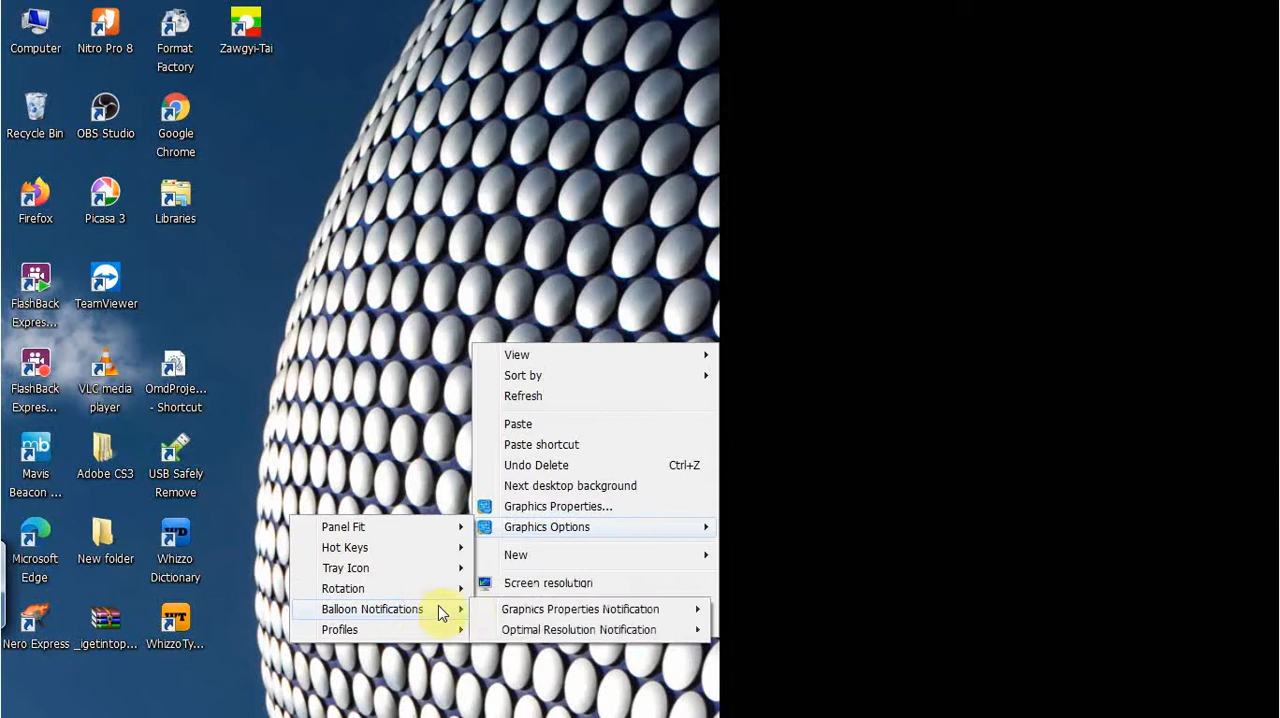 Computer
Nitro Pro 8
Format
Factory
Zawgyi-Tai
Recycle Bin
OBS Studio
Google
Chrome
Firefox
Picasa 3
Libraries
FlashBack
Expres...
TeamViewer
FlashBack
Expres...
VLC media
player
OmdProje...
- Shortcut
Mavis
Beacon ...
Adobe CS3
USB Safely
Remove
Microsoft
Edge
New folder
Whizzo
Dictionary
Nero Express
_igetintop...
WhizzoTy...
View
Sort by
Refresh
Paste
Paste shortcut
Undo Delete Ctrl+Z
Next desktop background
Graphics Properties...
Graphics Options
New
Screen resolution
Panel Fit
Hot Keys
Tray Icon
Rotation
Balloon Notifications
Profiles
Graphics Properties Notification
Optimal Resolution Notification